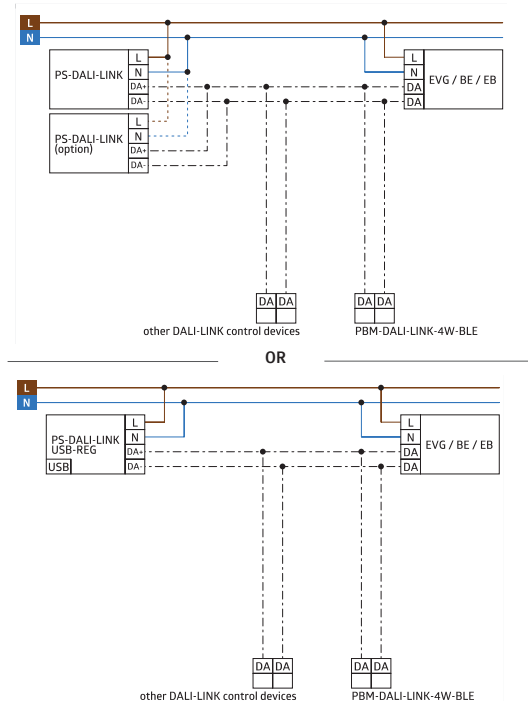 L
N
PS-DALI-LINK
L
N
DA+
DA-
PS-DALI-LINK
(option)
L
N
DA+
DA-
L
N
DA
DA
EVG / BE / EB
DA DA
DA DA
other DALI-LINK control devices
PBM-DALI-LINK-4W-BLE
OR
L
N
PS-DALI-LINK
USB-REG
USB
L
N
DA+
DA-
L
N
DA
DA
EVG / BE / EB
DA DA
DA DA
other DALI-LINK control devices
PBM-DALI-LINK-4W-BLE